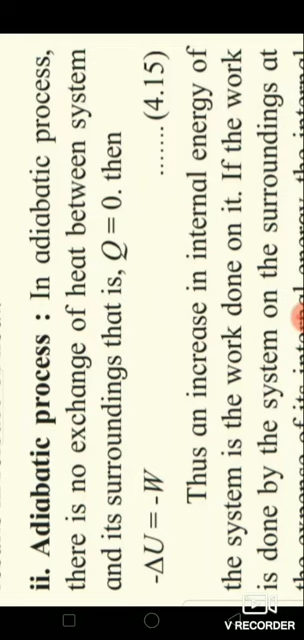 ii. Adiabatic process : In adiabatic process,
there is no exchange of heat between system
and its surroundings that is, Q = 0. then
-ΔU = -W .......(4.15)
Thus an increase in internal energy of
the system is the work done on it. If the work
is done by the system on the surroundings at
V RECORDER